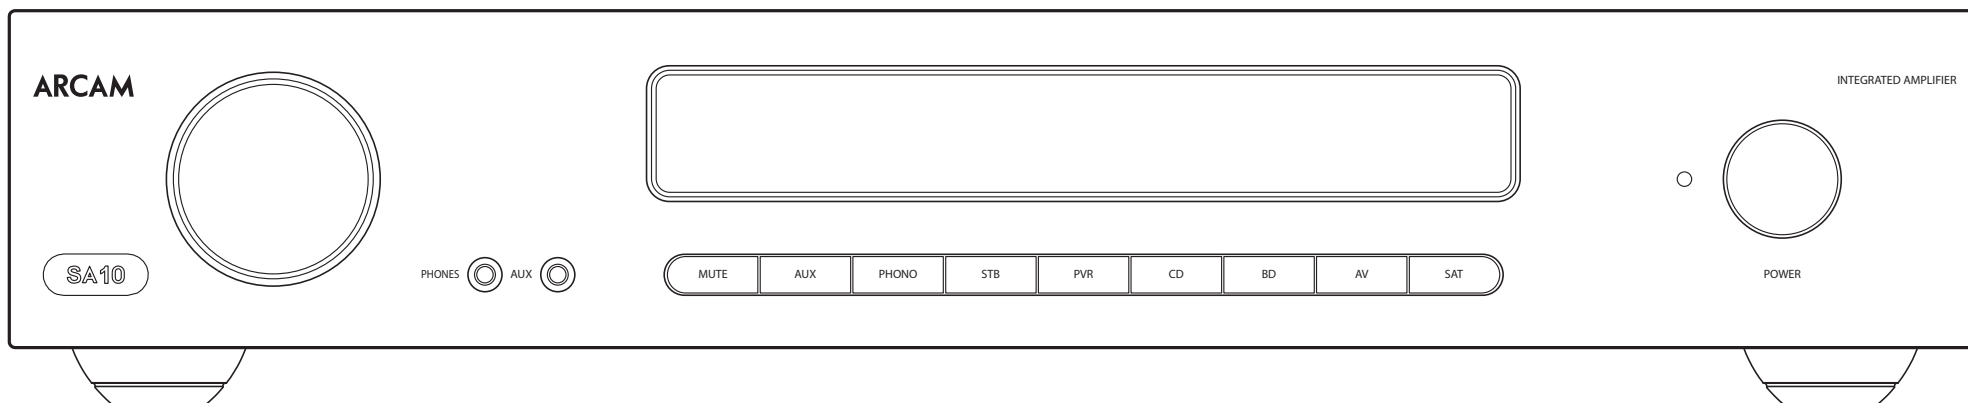 ARCAM
INTEGRATED AMPLIFIER
SA10
PHONES
AUX
MUTE
AUX
PHONO
STB
PVR
CD
BD
AV
SAT
POWER